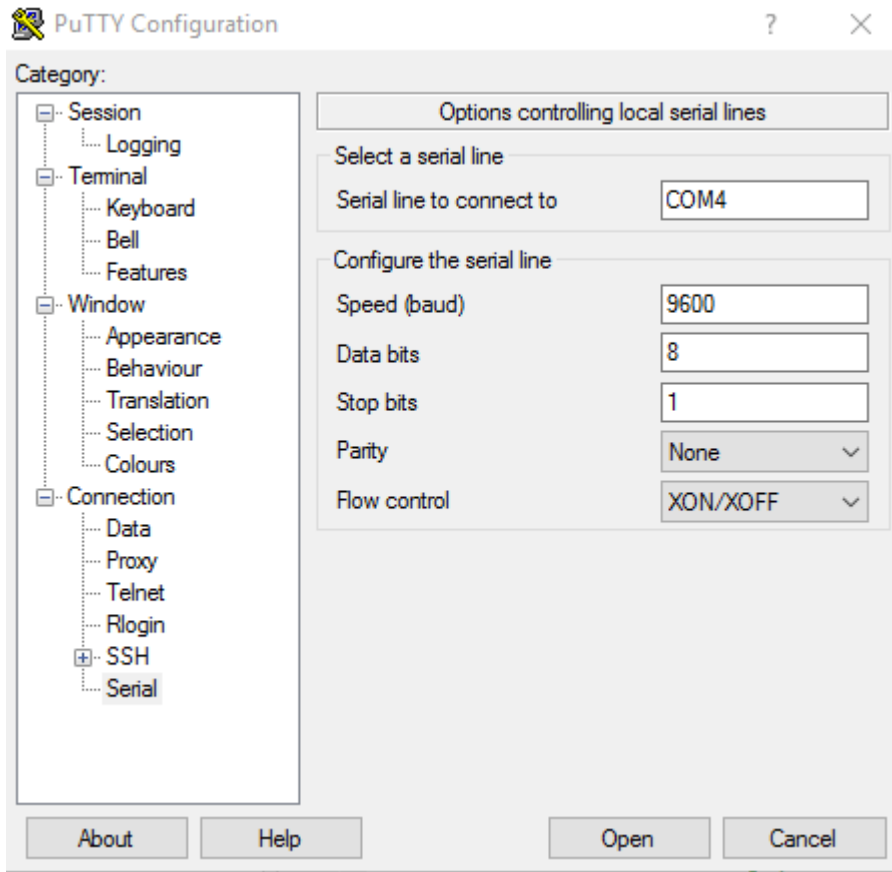 PuTTY Configuration
Category:
Session
Logging
Terminal
Keyboard
Bell
Features
Window
Appearance
Behaviour
Translation
Selection
Colours
Connection
Data
Proxy
Telnet
Rlogin
SSH
Serial
Options controlling local serial lines
Select a serial line
Serial line to connect to COM4
Configure the serial line
Speed (baud) 9600
Data bits 8
Stop bits 1
Parity None
Flow control XON/XOFF
About Help Open Cancel